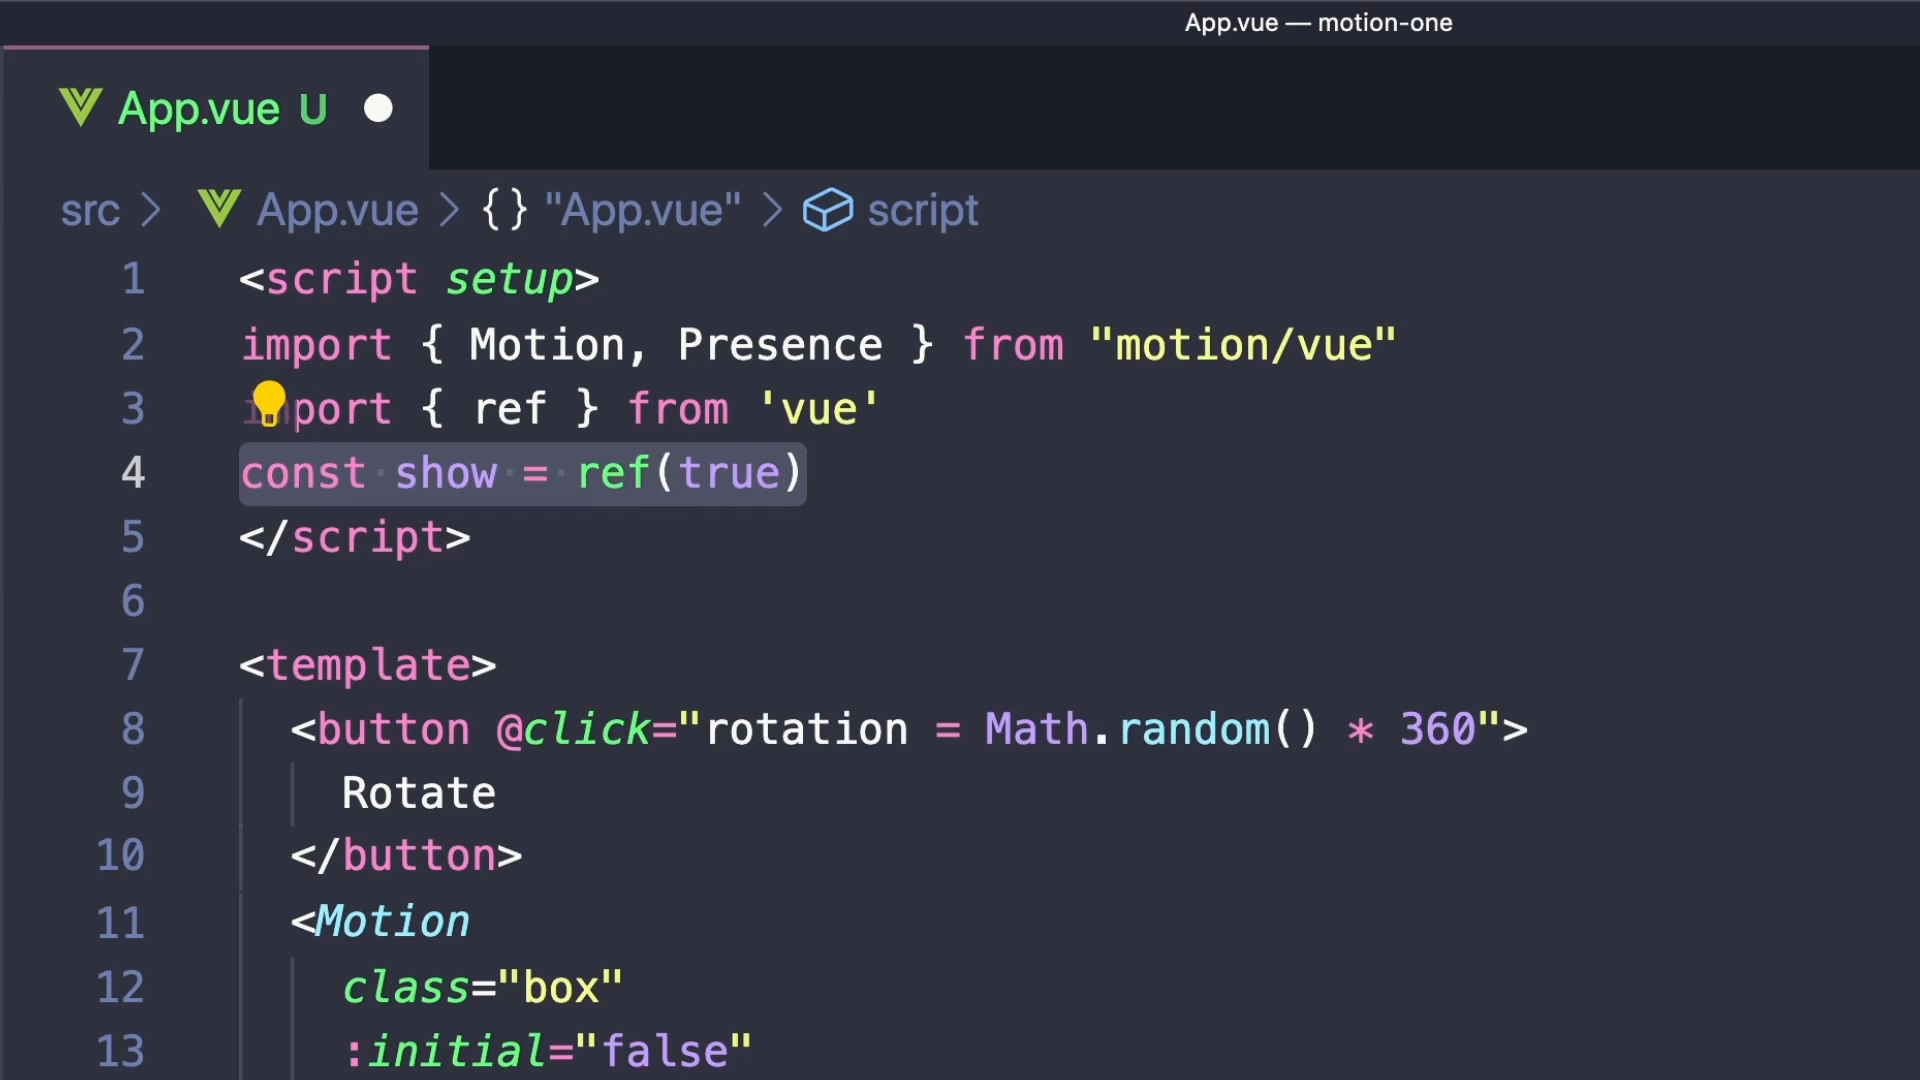 App.vue — motion-one
App.vue U
src > App.vue > {} "App.vue" > script
1 <script setup>
2 import { Motion, Presence } from "motion/vue"
3 import { ref } from 'vue'
4 const show = ref(true)
5 </script>
6
7 <template>
8 <button @click="rotation = Math.random() * 360">
9 Rotate
10 </button>
11 <Motion
12 class="box"
13 :initial="false"